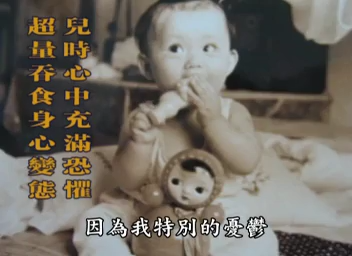 兒時心中充滿恐懼
超量吞食身心變態
因為我特別的憂鬱